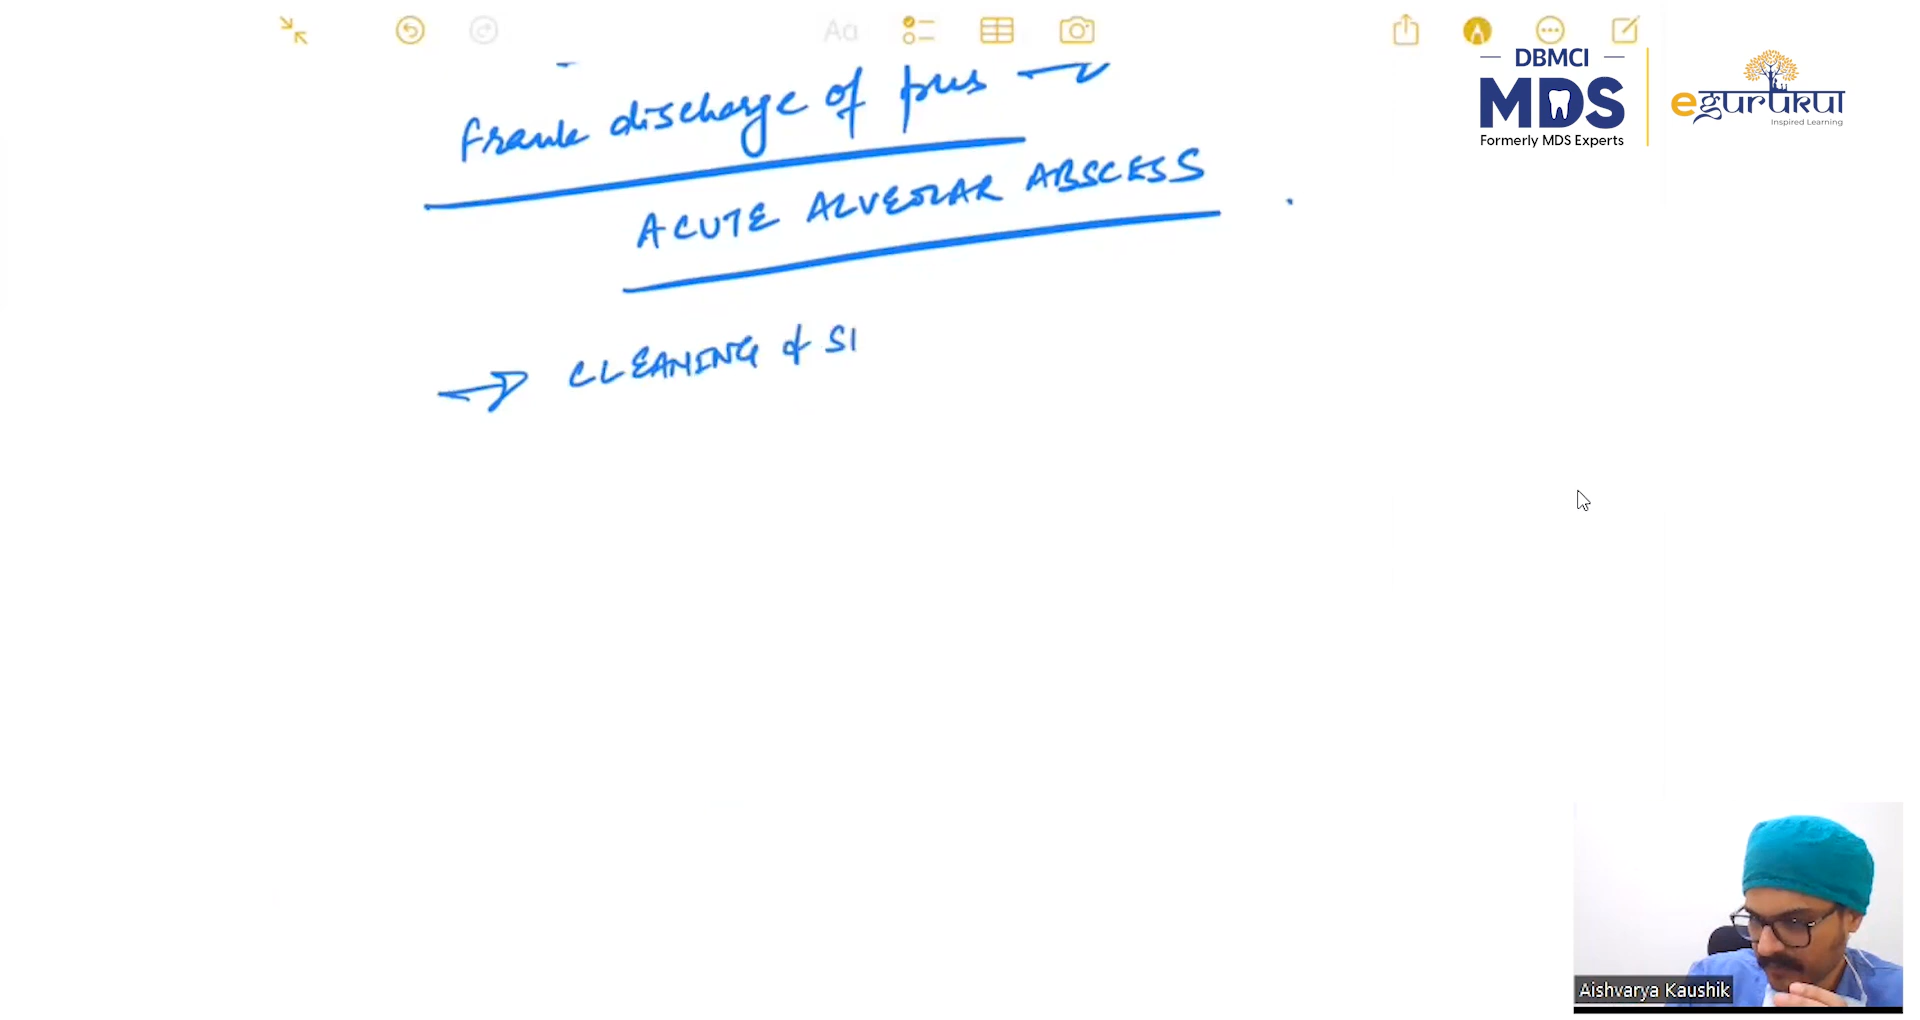 Aa
DBMCI
MDS
Formerly MDS Experts
eGurukul
Inspired Learning
Frank discharge of pus
ACUTE ALVEOLAR ABSCESS
CLEANING & SI
Aishvarya Kaushik